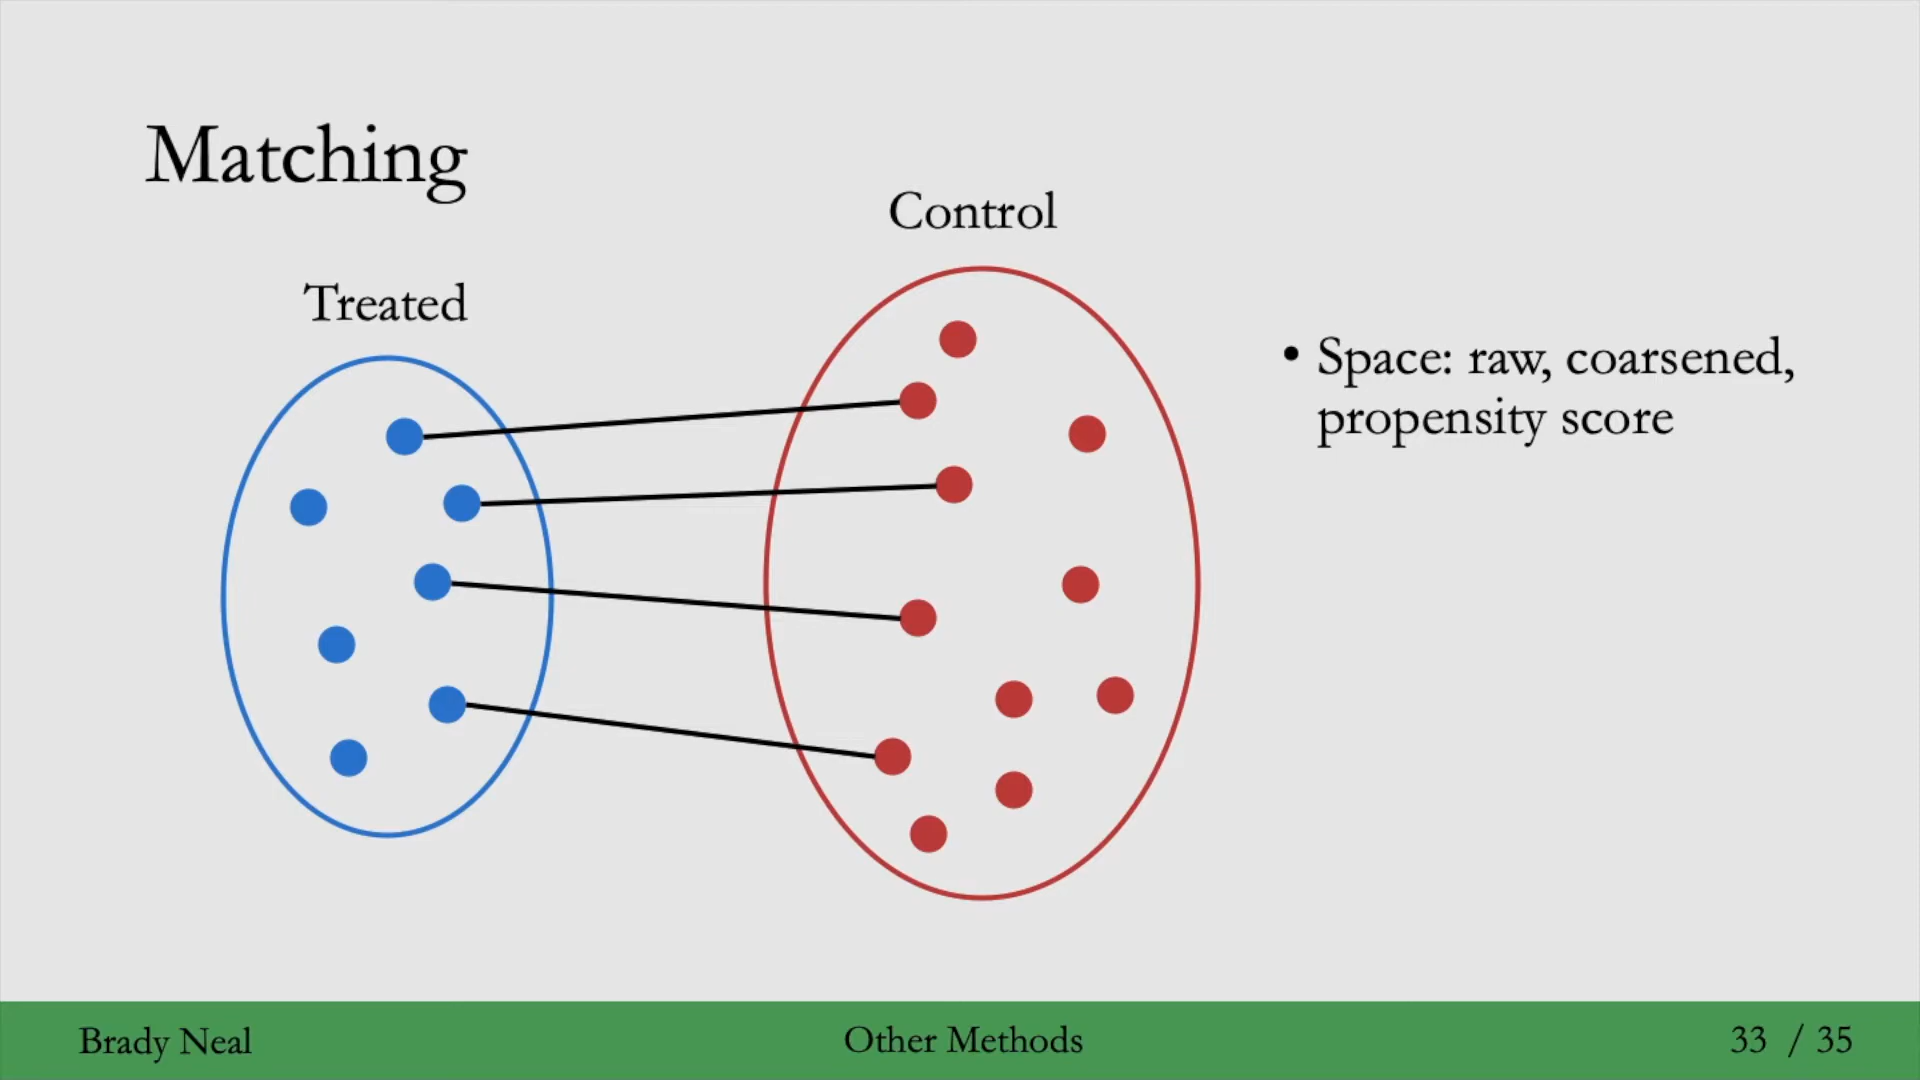 Matching
Treated
Control
• Space: raw, coarsened,
propensity score
Brady Neal
Other Methods
33 / 35